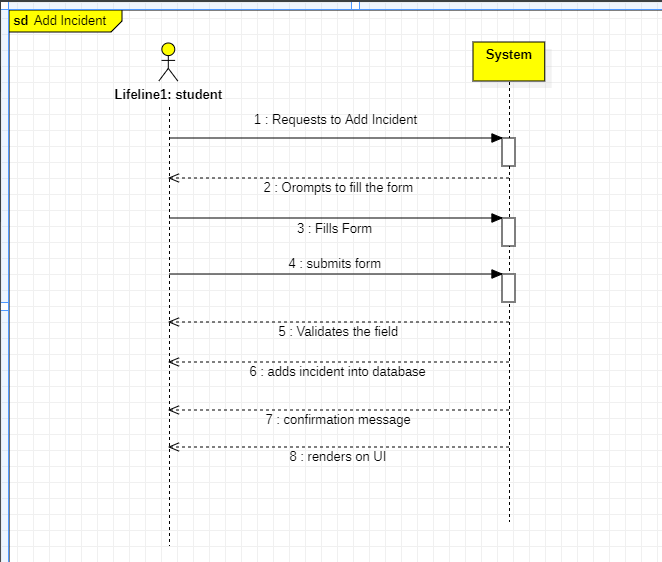 sd Add Incident
System
Lifeline1: student
1 : Requests to Add Incident
2 : Orompts to fill the form
3 : Fills Form
4 : submits form
5 : Validates the field
6 : adds incident into database
7 : confirmation message
8 : renders on UI